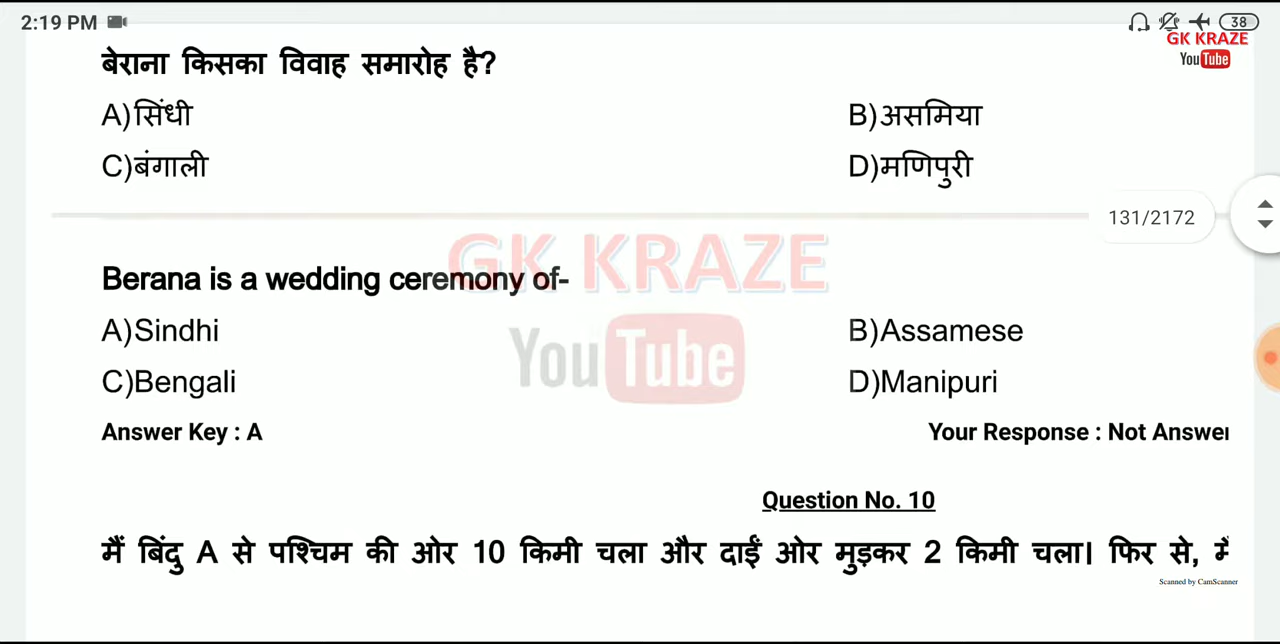 2:19 PM
38
GK KRAZE
YouTube
बेराना किसका विवाह समारोह है?
A)सिंधी B)असमिया
C)बंगाली D)मणिपुरी
131/2172
GK KRAZE
Berana is a wedding ceremony of-
A)Sindhi B)Assamese
YouTube
C)Bengali D)Manipuri
Answer Key : A Your Response : Not Answer
Question No. 10
मैं बिंदु A से पश्चिम की ओर 10 किमी चला और दाईं ओर मुड़कर 2 किमी चला। फिर से, मैं
Scanned by CamScanner